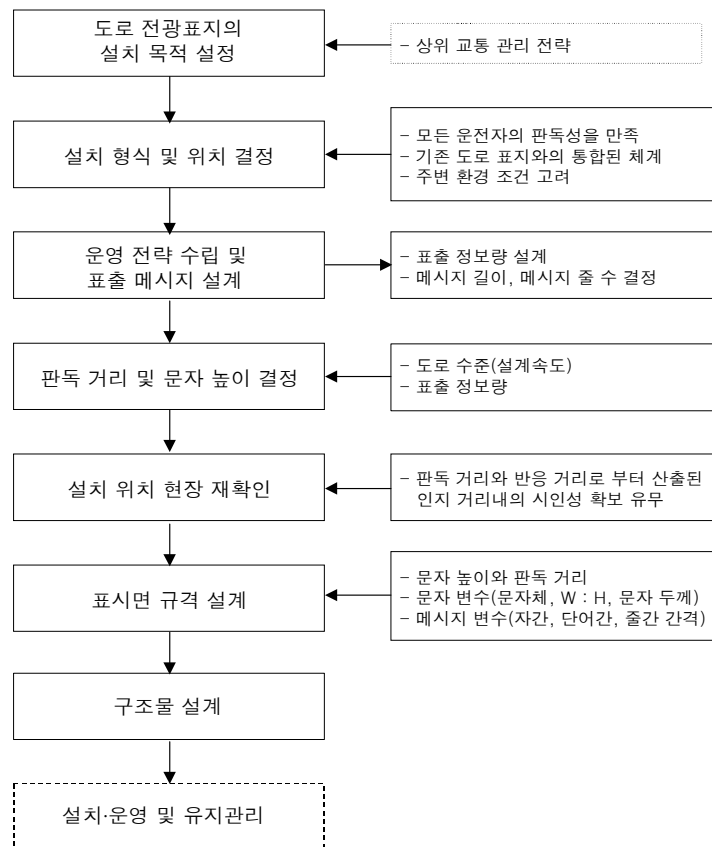 도로 전광표지의
설치 목적 설정
– 상위 교통 관리 전략
설치 형식 및 위치 결정
– 모든 운전자의 판독성을 만족
– 기존 도로 표지와의 통합된 체계
– 주변 환경 조건 고려
운영 전략 수립 및
표출 메시지 설계
– 표출 정보량 설계
– 메시지 길이, 메시지 줄 수 결정
판독 거리 및 문자 높이 결정
– 도로 수준(설계속도)
– 표출 정보량
설치 위치 현장 재확인
– 판독 거리와 반응 거리로 부터 산출된
인지 거리내의 시인성 확보 유무
표시면 규격 설계
– 문자 높이와 판독 거리
– 문자 변수(문자체, W : H, 문자 두께)
– 메시지 변수(자간, 단어간, 줄간 간격)
구조물 설계
설치·운영 및 유지관리